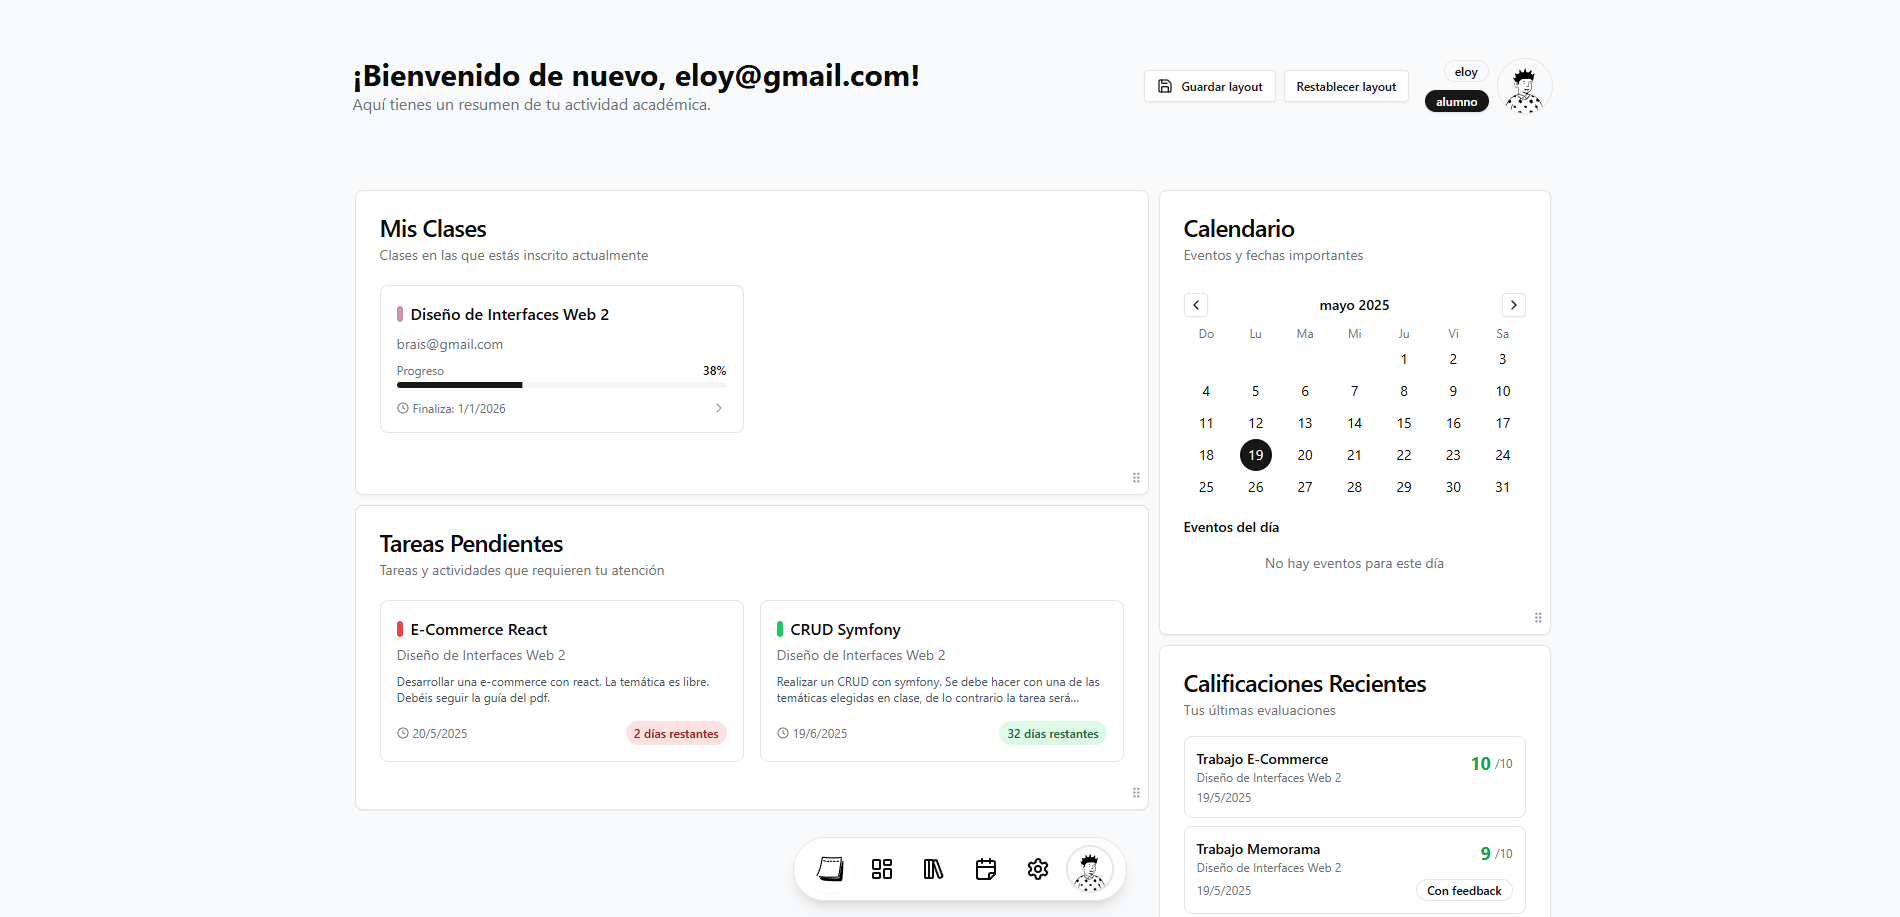 ¡Bienvenido de nuevo, eloy@gmail.com!
Aquí tienes un resumen de tu actividad académica.
Guardar layout
Restablecer layout
eloy
alumno
Mis Clases
Clases en las que estás inscrito actualmente
Diseño de Interfaces Web 2
brais@gmail.com
Progreso 38%
Finaliza: 1/1/2026
Tareas Pendientes
Tareas y actividades que requieren tu atención
E-Commerce React
Diseño de Interfaces Web 2
Desarrollar una e-commerce con react. La temática es libre.
Debéis seguir la guía del pdf.
20/5/2025 2 días restantes
CRUD Symfony
Diseño de Interfaces Web 2
Realizar un CRUD con symfony. Se debe hacer con una de las
temáticas elegidas en clase, de lo contrario la tarea será...
19/6/2025 32 días restantes
Calendario
Eventos y fechas importantes
mayo 2025
Do Lu Ma Mi Ju Vi Sa
1 2 3
4 5 6 7 8 9 10
11 12 13 14 15 16 17
18 19 20 21 22 23 24
25 26 27 28 29 30 31
Eventos del día
No hay eventos para este día
Calificaciones Recientes
Tus últimas evaluaciones
Trabajo E-Commerce 10 /10
Diseño de Interfaces Web 2
19/5/2025
Trabajo Memorama 9 /10
Diseño de Interfaces Web 2
19/5/2025 Con feedback